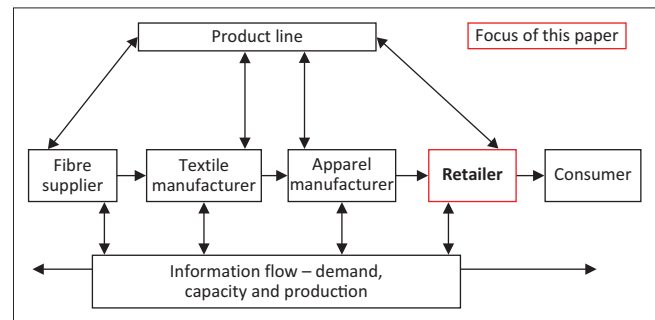 Product line
Focus of this paper
Fibre
supplier
Textile
manufacturer
Apparel
manufacturer
Retailer
Consumer
Information flow – demand,
capacity and production